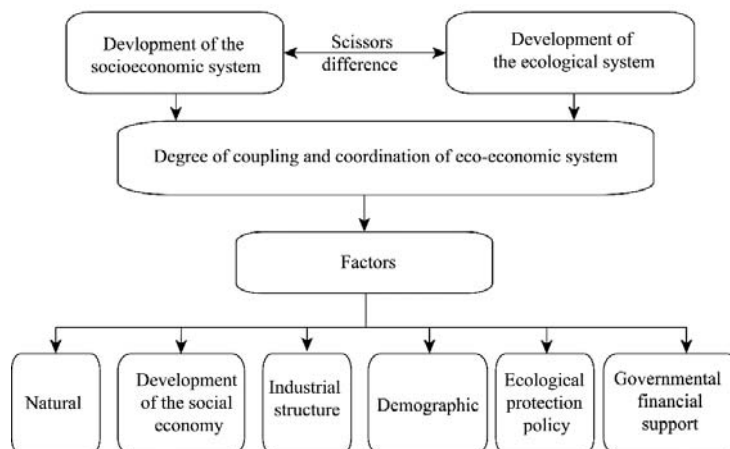 Devlopment of the
socioeconomic system
Scissors
difference
Development of
the ecological system
Degree of coupling and coordination of eco-economic system
Factors
Natural
Development
of the social
economy
Industrial
structure
Demographic
Ecological
protection
policy
Governmental
financial
support